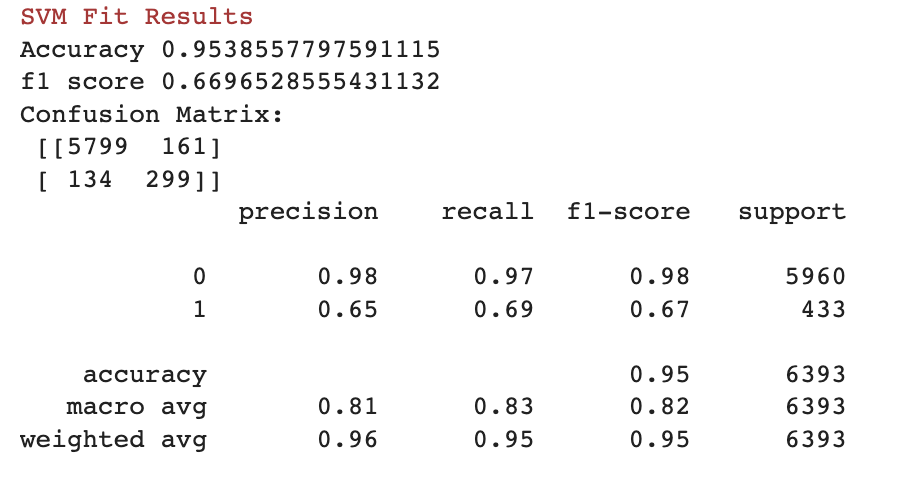 SVM Fit Results
Accuracy 0.9538557797591115
f1 score 0.6696528555431132
Confusion Matrix:
[[5799  161]
[ 134  299]]
precision    recall  f1-score   support
0       0.98      0.97      0.98      5960
1       0.65      0.69      0.67       433
accuracy                           0.95      6393
macro avg       0.81      0.83      0.82      6393
weighted avg       0.96      0.95      0.95      6393